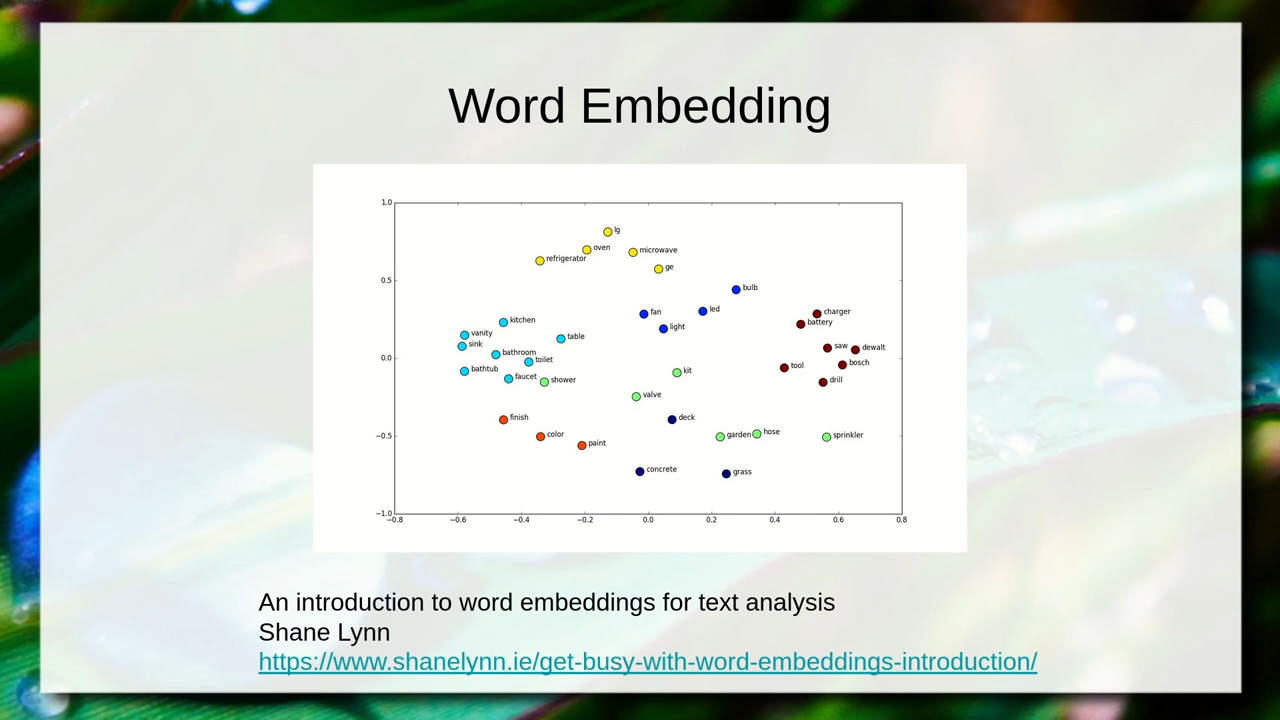 Word Embedding
1.0
lg
oven
microwave
refrigerator
ge
0.5
bulb
fan
led
charger
kitchen
light
battery
vanity
table
sink
saw
dewalt
0.0
bathroom
toilet
bosch
bathtub
kit
tool
faucet
shower
drill
valve
finish
deck
−0.5
color
paint
garden
hose
sprinkler
concrete
grass
−1.0
−0.8 −0.6 −0.4 −0.2 0.0 0.2 0.4 0.6 0.8
An introduction to word embeddings for text analysis
Shane Lynn
https://www.shanelynn.ie/get-busy-with-word-embeddings-introduction/